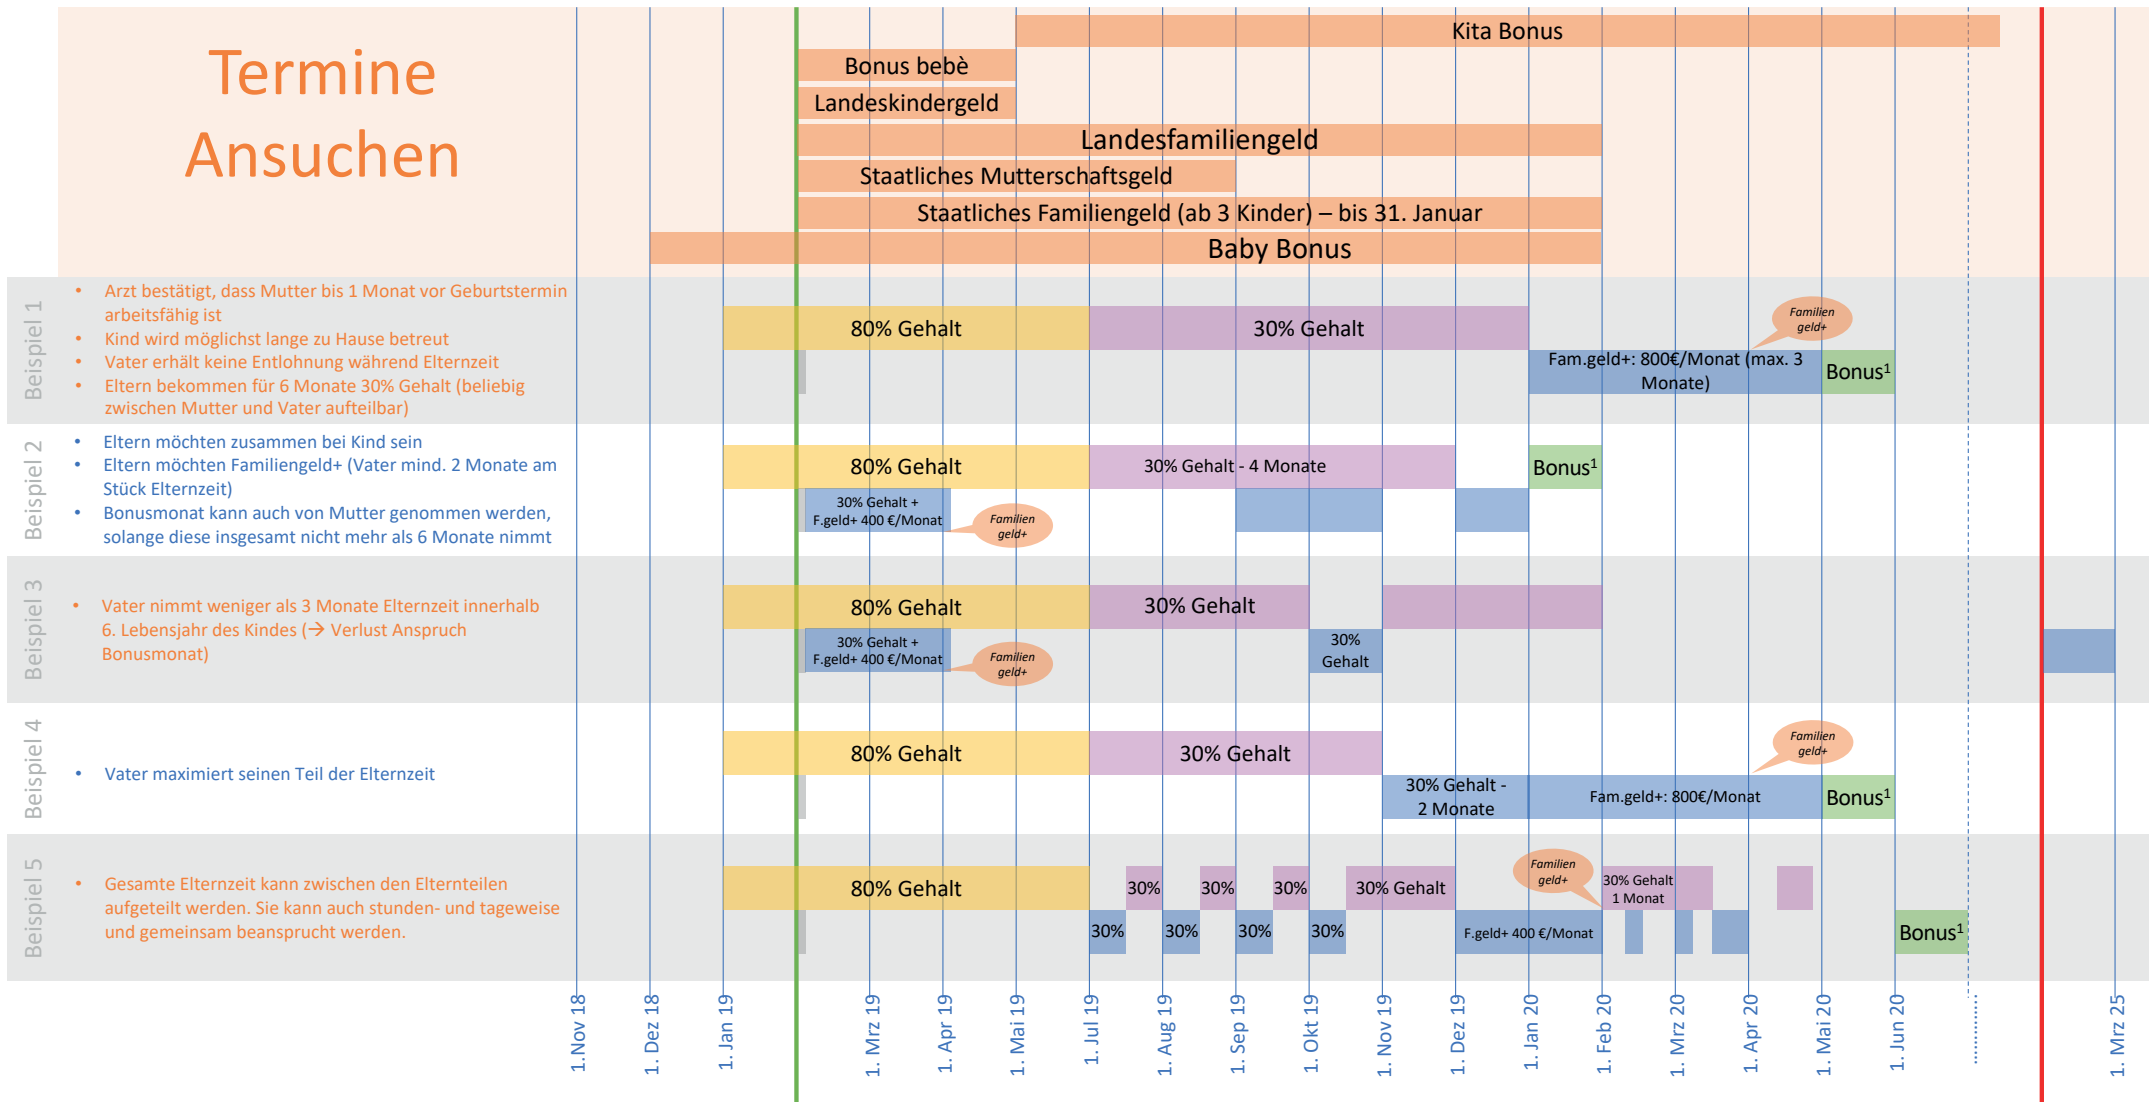 Termine
Ansuchen
Kita Bonus
Bonus bebè
Landeskindergeld
Landesfamiliengeld
Staatliches Mutterschaftsgeld
Staatliches Familiengeld (ab 3 Kinder) – bis 31. Januar
Baby Bonus
Beispiel 1
• Arzt bestätigt, dass Mutter bis 1 Monat vor Geburtstermin
arbeitsfähig ist
• Kind wird möglichst lange zu Hause betreut
• Vater erhält keine Entlohnung während Elternzeit
• Eltern bekommen für 6 Monate 30% Gehalt (beliebig
zwischen Mutter und Vater aufteilbar)
80% Gehalt
30% Gehalt
Familien
geld+
Fam.geld+: 800€/Monat (max. 3
Monate)
Bonus¹
Beispiel 2
• Eltern möchten zusammen bei Kind sein
• Eltern möchten Familiengeld+ (Vater mind. 2 Monate am
Stück Elternzeit)
• Bonusmonat kann auch von Mutter genommen werden,
solange diese insgesamt nicht mehr als 6 Monate nimmt
80% Gehalt
30% Gehalt - 4 Monate
Bonus¹
30% Gehalt +
F.geld+ 400 €/Monat
Familien
geld+
Beispiel 3
• Vater nimmt weniger als 3 Monate Elternzeit innerhalb
6. Lebensjahr des Kindes (→ Verlust Anspruch
Bonusmonat)
80% Gehalt
30% Gehalt
30% Gehalt +
F.geld+ 400 €/Monat
Familien
geld+
30%
Gehalt
Beispiel 4
• Vater maximiert seinen Teil der Elternzeit
80% Gehalt
30% Gehalt
Familien
geld+
30% Gehalt -
2 Monate
Fam.geld+: 800€/Monat
Bonus¹
Beispiel 5
• Gesamte Elternzeit kann zwischen den Elternteilen
aufgeteilt werden. Sie kann auch stunden- und tageweise
und gemeinsam beansprucht werden.
80% Gehalt
30%
30%
30%
30% Gehalt
Familien
geld+
30% Gehalt
1 Monat
30%
30%
30%
30%
F.geld+ 400 €/Monat
Bonus¹
1.Nov 18
1. Dez 18
1. Jan 19
1. Mrz 19
1. Apr 19
1. Mai 19
1. Jul 19
1. Aug 19
1. Sep 19
1. Okt 19
1. Nov 19
1. Dez 19
1. Jan 20
1. Feb 20
1. Mrz 20
1. Apr 20
1. Mai 20
1. Jun 20
..........
1. Mrz 25